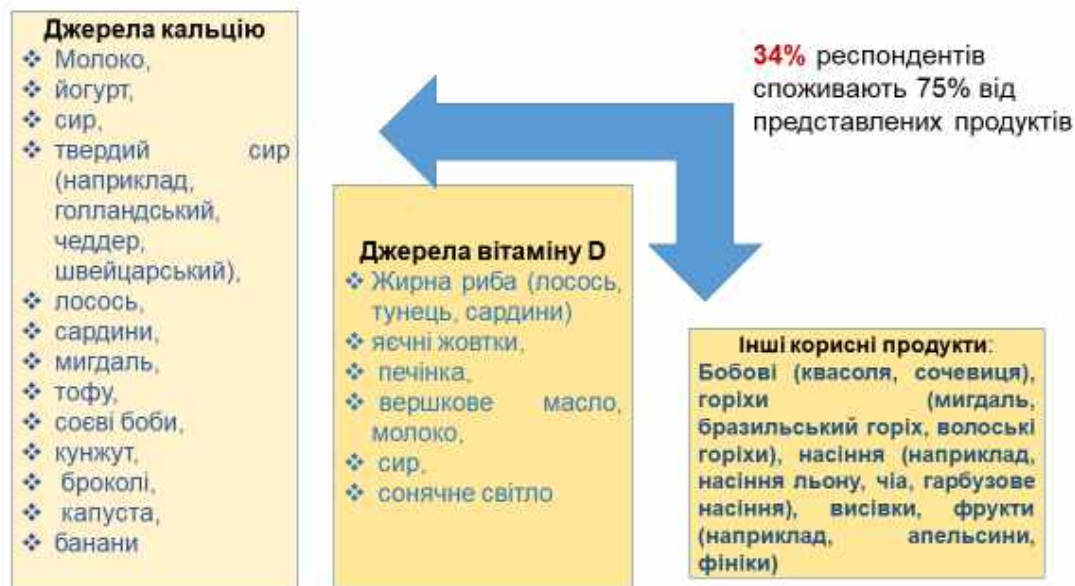 Джерела кальцію
❖ Молоко,
❖ йогурт,
❖ сир,
❖ твердий сир
(наприклад,
голландський,
чеддер,
швейцарський),
❖ лосось,
❖ сардини,
❖ мигдаль,
❖ тофу,
❖ соєві боби,
❖ кунжут,
❖ броколі,
❖ капуста,
❖ банани
Джерела вітаміну D
❖ Жирна риба (лосось,
тунець, сардини)
❖ яєчні жовтки,
❖ печінка,
❖ вершкове масло,
молоко,
❖ сир,
❖ сонячне світло
34% респондентів
споживають 75% від
представлених продуктів
Інші корисні продукти:
Бобові (квасоля, сочевиця),
горіхи (мигдаль,
бразильський горіх, волоські
горіхи), насіння (наприклад,
насіння льону, чіа, гарбузове
насіння), висівки, фрукти
(наприклад, апельсини,
фініки)